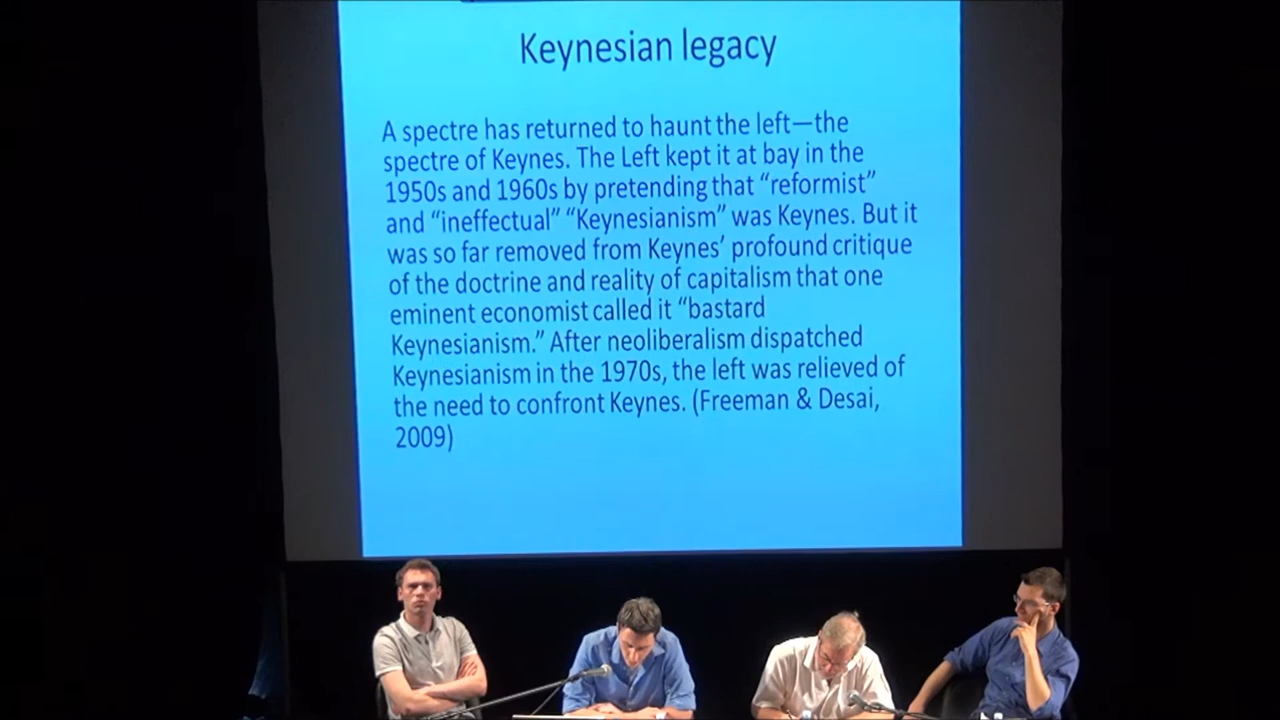 Keynesian legacy
A spectre has returned to haunt the left—the
spectre of Keynes. The Left kept it at bay in the
1950s and 1960s by pretending that “reformist”
and “ineffectual” “Keynesianism” was Keynes. But it
was so far removed from Keynes’ profound critique
of the doctrine and reality of capitalism that one
eminent economist called it “bastard
Keynesianism.” After neoliberalism dispatched
Keynesianism in the 1970s, the left was relieved of
the need to confront Keynes. (Freeman & Desai,
2009)